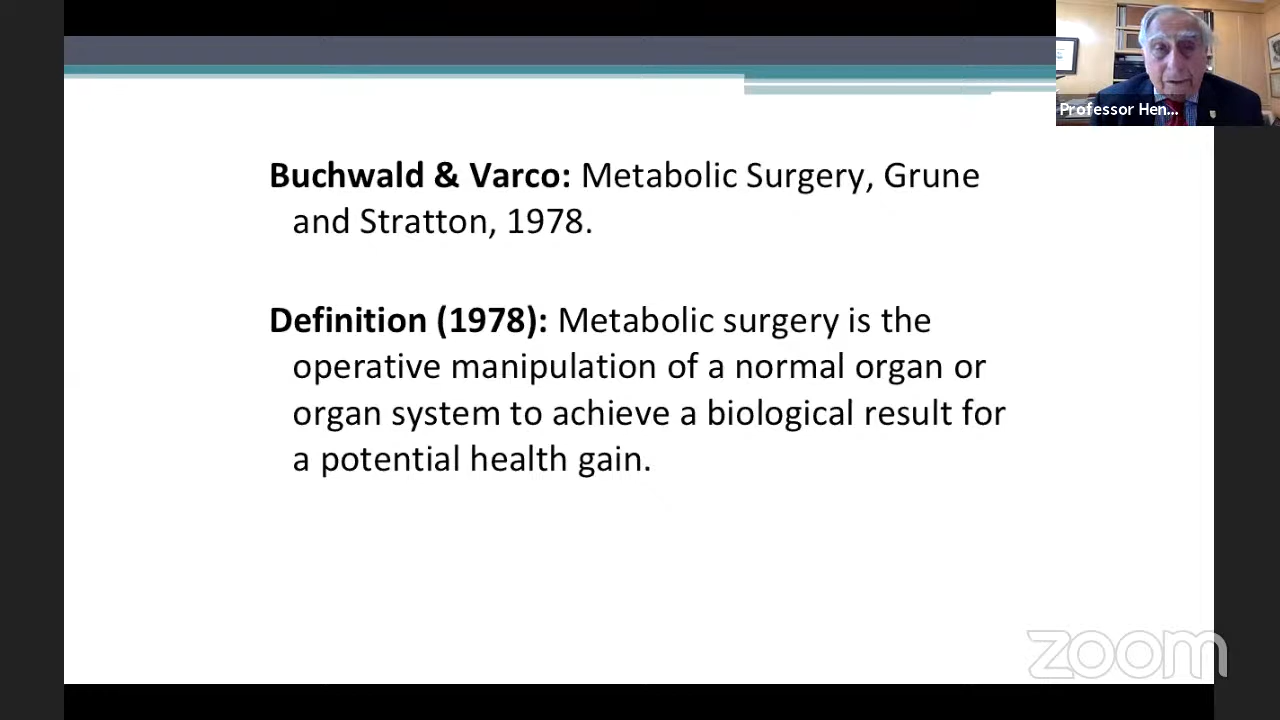 Professor Hen...
Buchwald & Varco: Metabolic Surgery, Grune
and Stratton, 1978.
Definition (1978): Metabolic surgery is the
operative manipulation of a normal organ or
organ system to achieve a biological result for
a potential health gain.
zoom